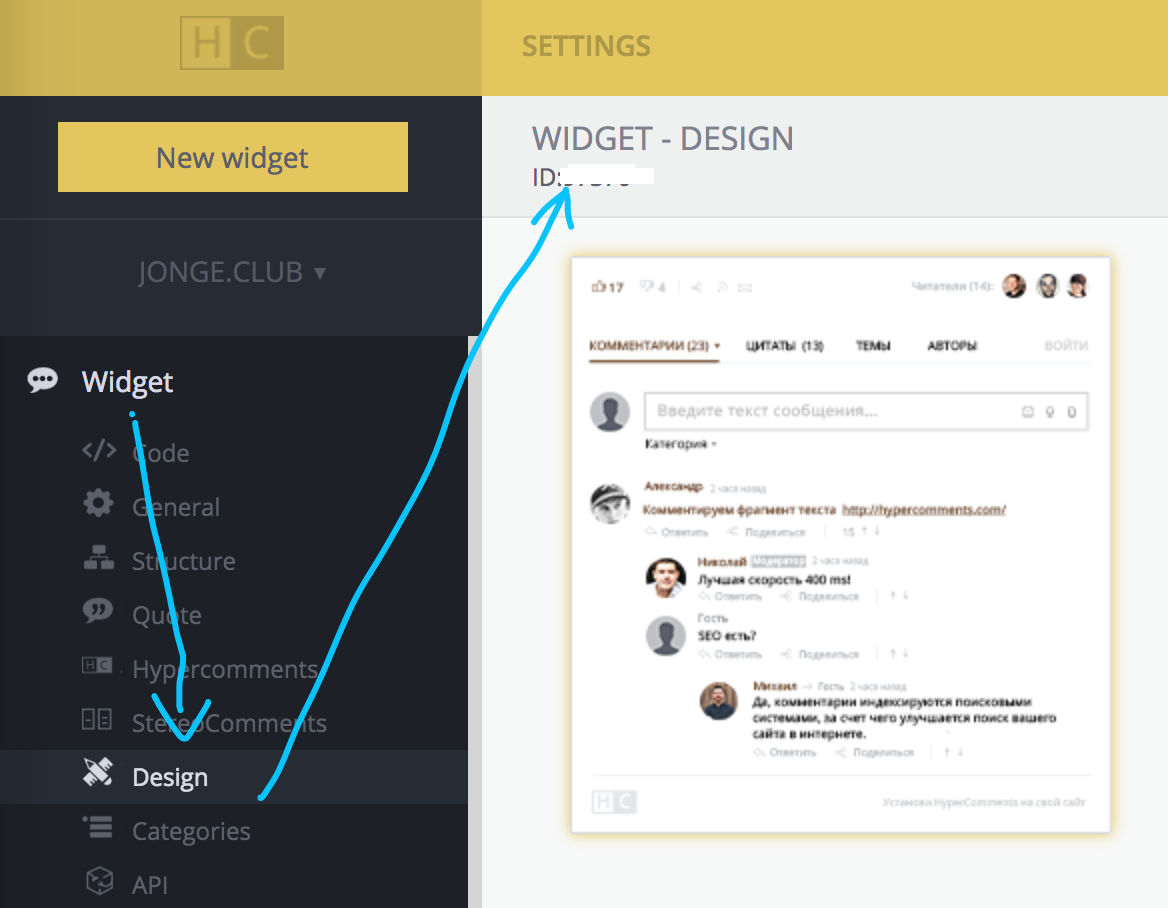 HC
SETTINGS
New widget
WIDGET - DESIGN
ID:
JONGE.CLUB ▾
Widget
Code
General
Structure
Quote
HC Hypercomments
StereoComments
Design
Categories
API
17 4 Читатели (14):
КОММЕНТАРИИ (23) ЦИТАТЫ (13) ТЕМЫ АВТОРЫ ВОЙТИ
Введите текст сообщения...
Категория
Александр 2 часа назад
Комментируем фрагмент текста http://hypercomments.com/
Ответить Поделиться 15
Николай Модератор 2 часа назад
Лучшая скорость 400 ms!
Ответить Поделиться
Гость
SEO есть?
Ответить Поделиться
Михаил → Гость 2 часа назад
Да, комментарии индексируются поисковыми
системами, за счет чего улучшается поиск вашего
сайта в интернете.
Ответить Поделиться
HC Установи HyperComments на свой сайт